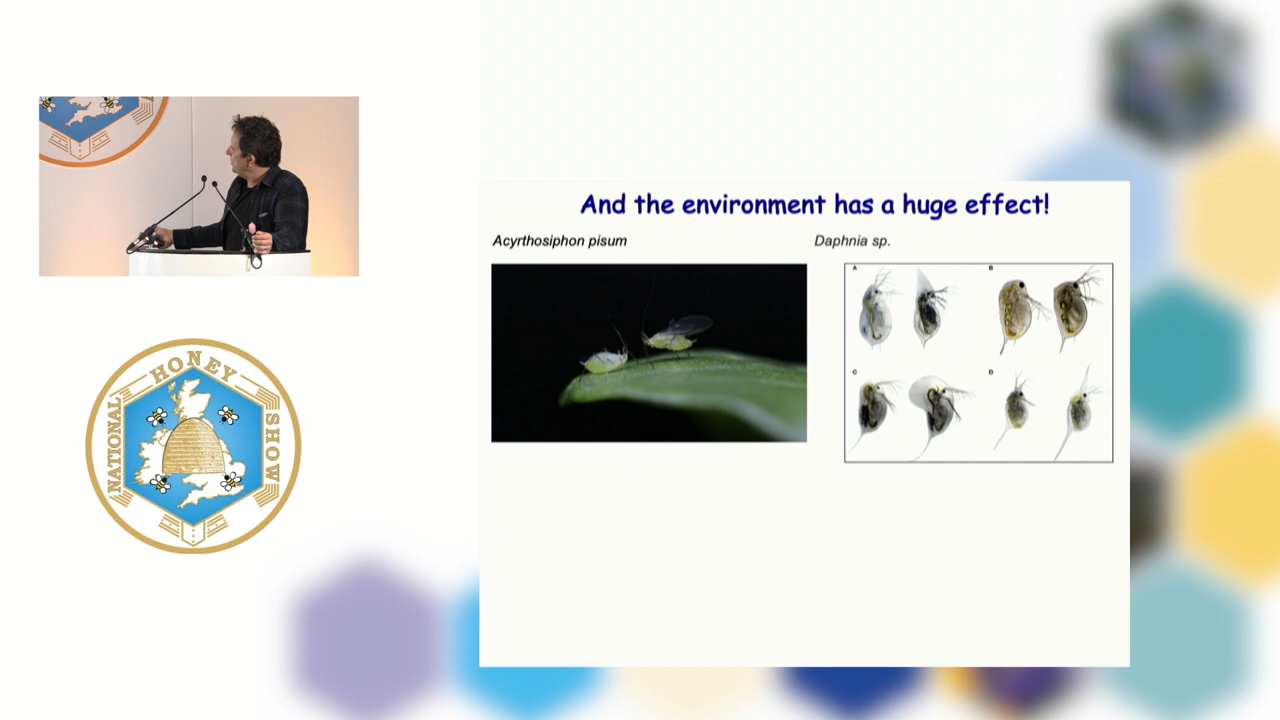 And the environment has a huge effect!
Acyrthosiphon pisum
Daphnia sp.
A
B
C
D
NATIONAL HONEY SHOW